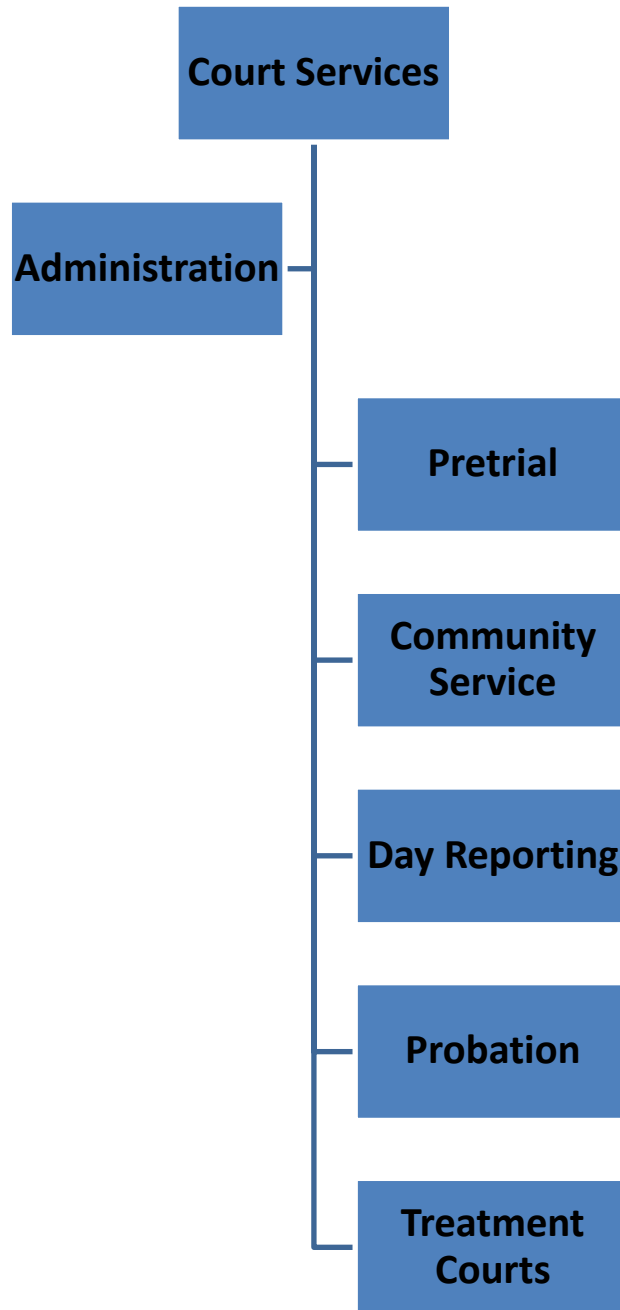 Court Services
Administration
Pretrial
Community
Service
Day Reporting
Probation
Treatment
Courts